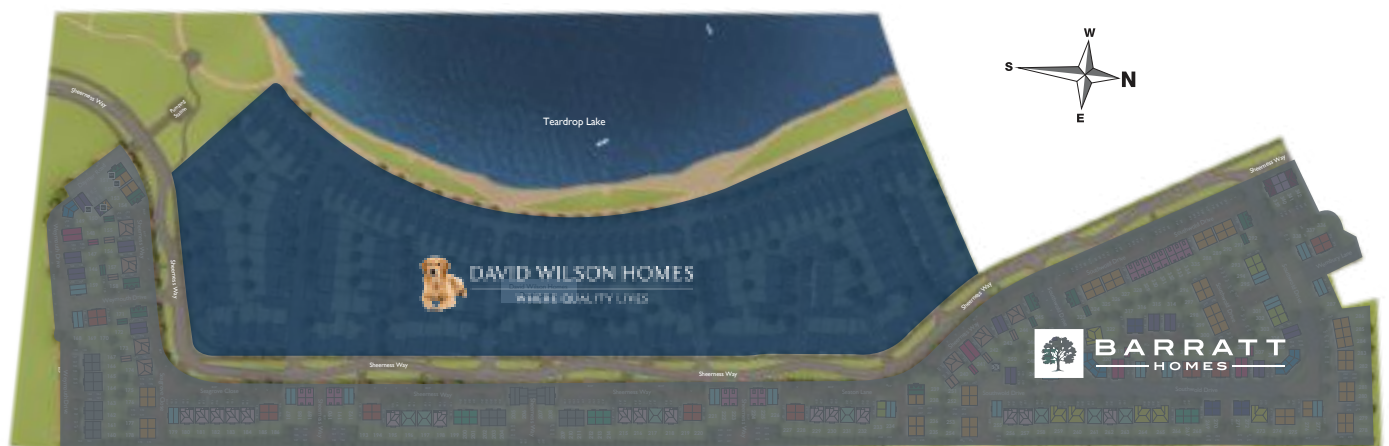 W
S
N
E
Sheerness Way
Teardrop Lake
Sheerness Way
Sheerness Way
DAVID WILSON HOMES
WHERE QUALITY LIVES
Sheerness Way
Sheerness Way
Sheerness Way
BARRATT
HOMES